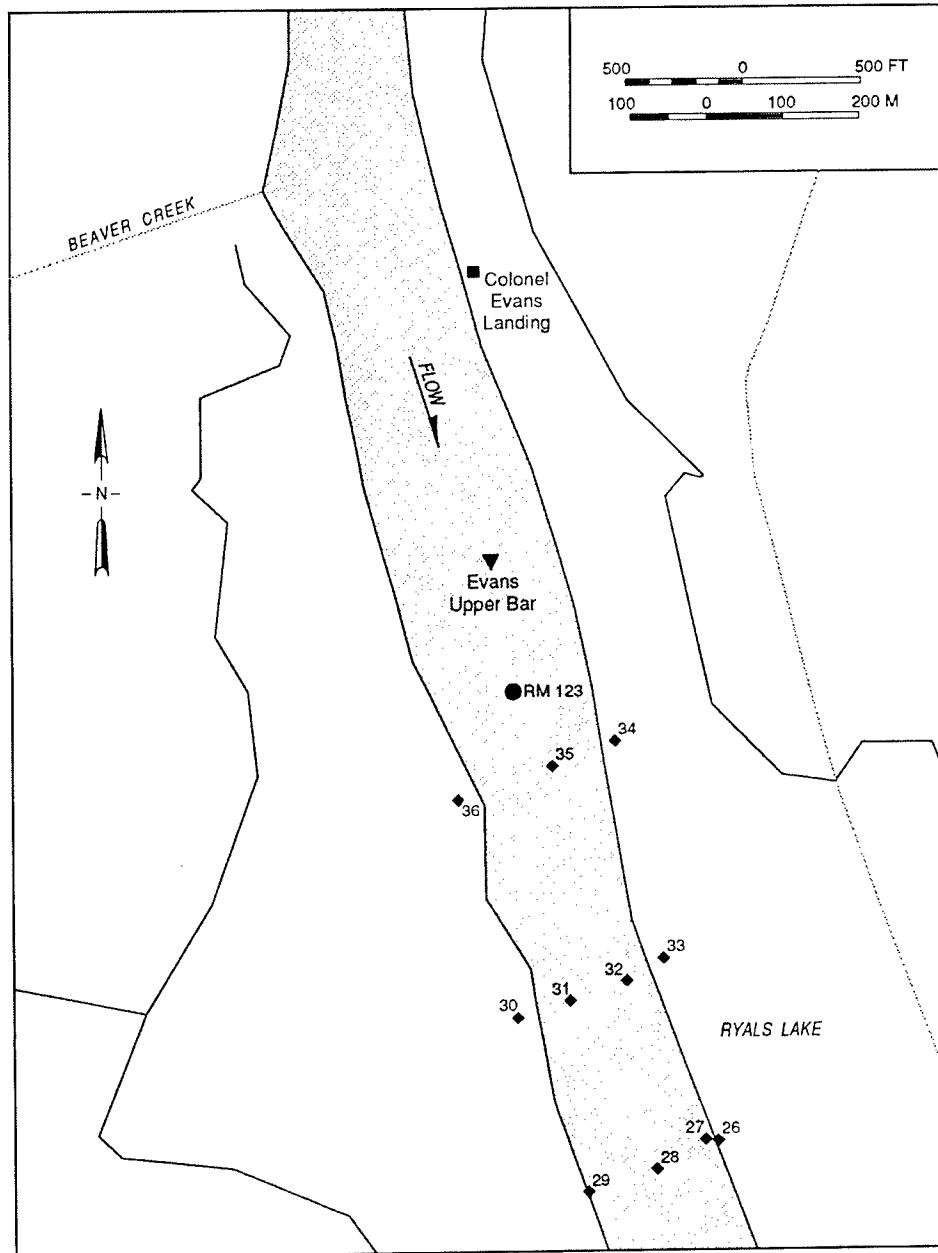 500 0 500 FT
100 0 100 200 M
BEAVER CREEK
Colonel
Evans
Landing
FLOW
-N-
Evans
Upper Bar
RM 123
34
35
36
33
32
31
30
RYALS LAKE
27 26
28
29